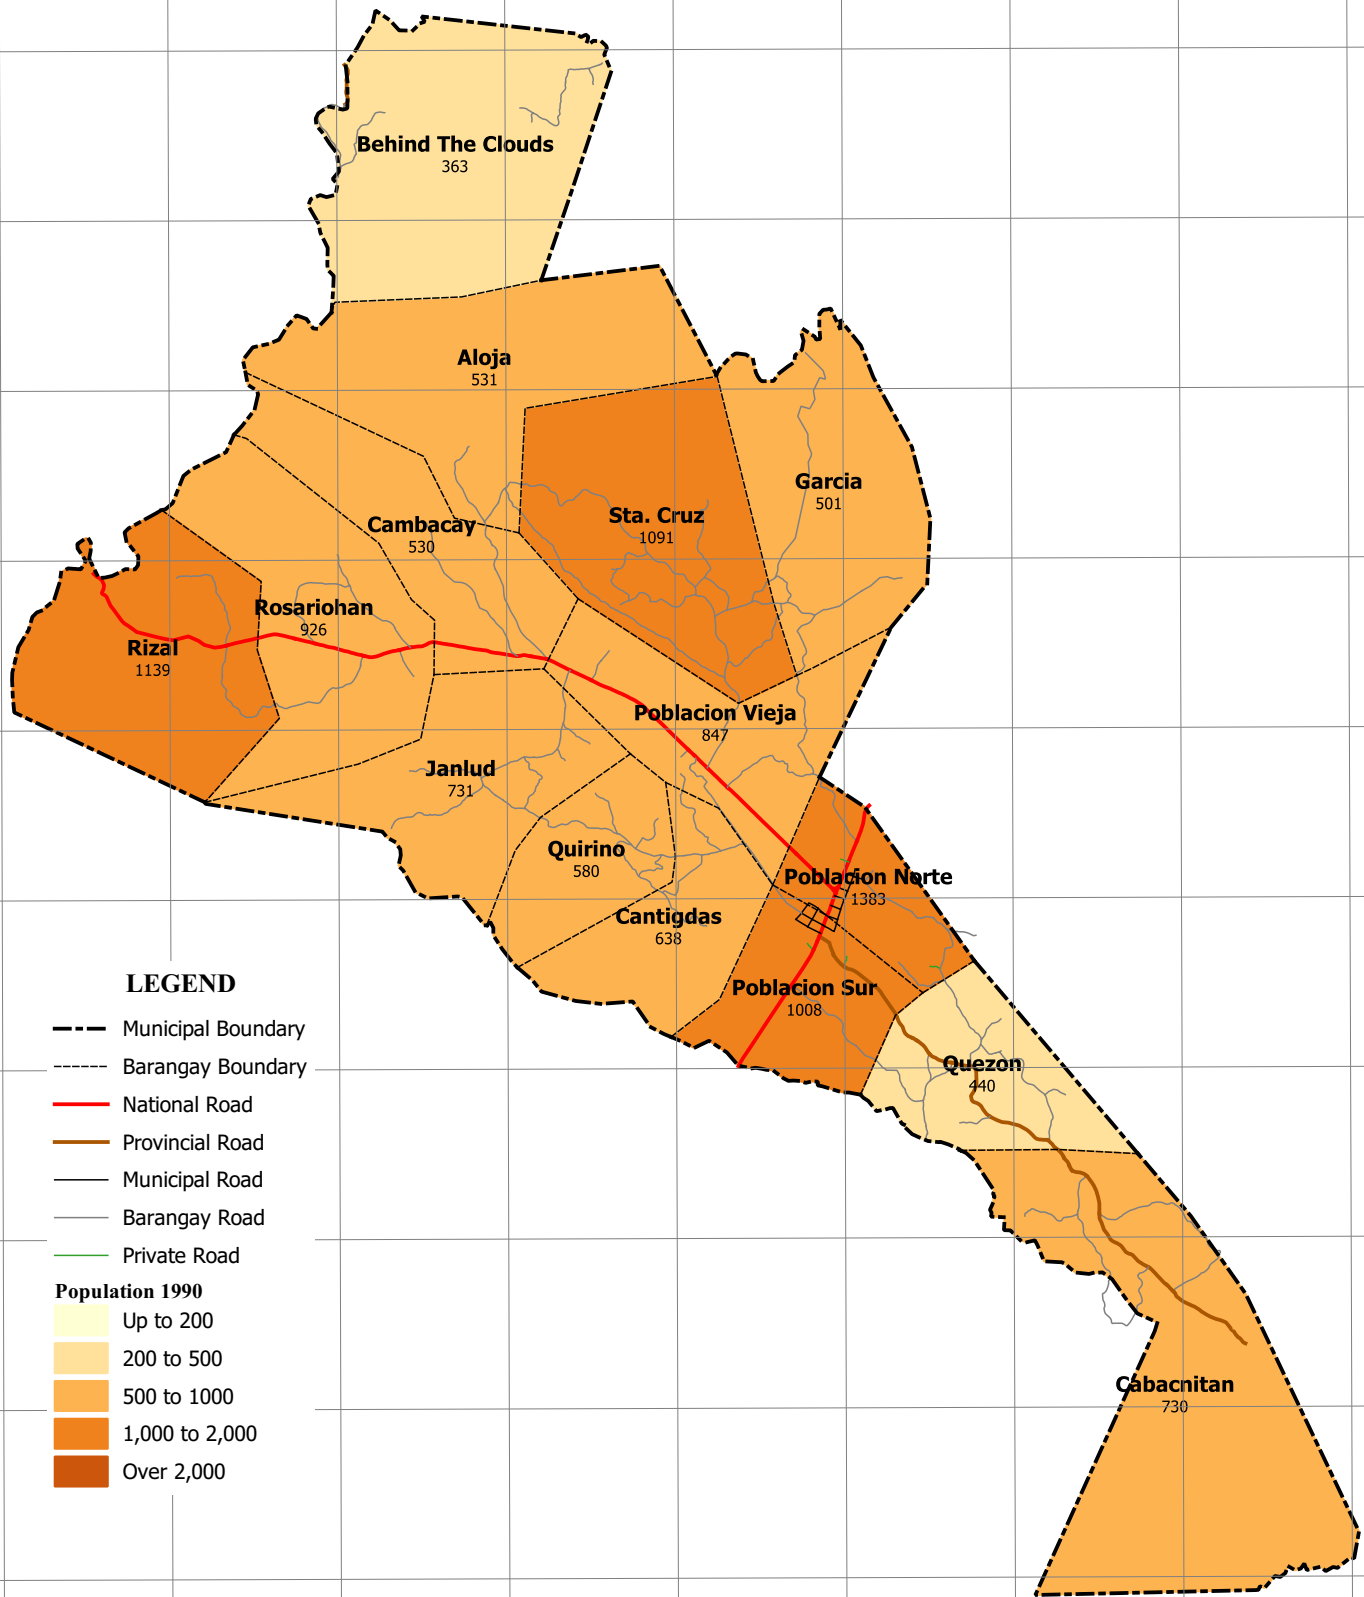 Behind The Clouds
363
Aloja
531
Garcia
501
Sta. Cruz
1091
Cambacay
530
Rosariohan
926
Rizal
1139
Poblacion Vieja
847
Janlud
731
Quirino
580
Poblacion Norte
1383
Cantigdas
638
Poblacion Sur
1008
Quezon
440
Cabacnitan
730
LEGEND
Municipal Boundary
Barangay Boundary
National Road
Provincial Road
Municipal Road
Barangay Road
Private Road
Population 1990
Up to 200
200 to 500
500 to 1000
1,000 to 2,000
Over 2,000